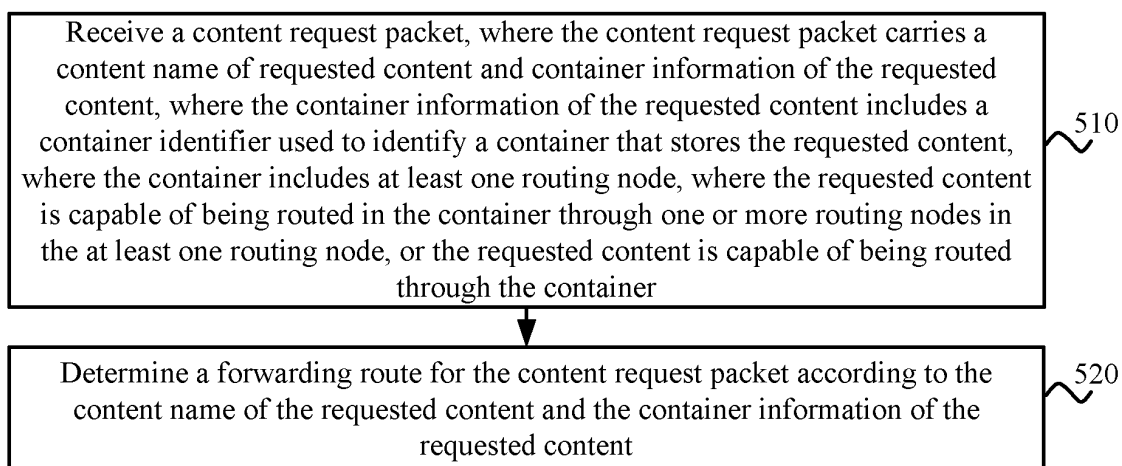 Receive a content request packet, where the content request packet carries a
content name of requested content and container information of the requested
content, where the container information of the requested content includes a
container identifier used to identify a container that stores the requested content,
where the container includes at least one routing node, where the requested content
is capable of being routed in the container through one or more routing nodes in
the at least one routing node, or the requested content is capable of being routed
through the container
510
Determine a forwarding route for the content request packet according to the
content name of the requested content and the container information of the
requested content
520